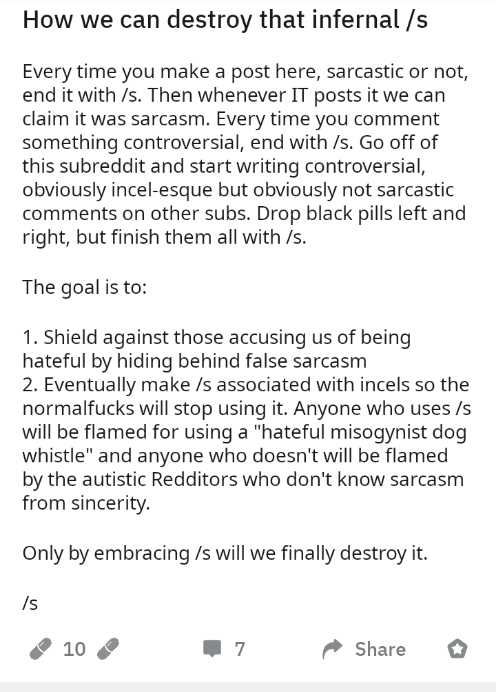 How we can destroy that infernal /s
Every time you make a post here, sarcastic or not,
end it with /s. Then whenever IT posts it we can
claim it was sarcasm. Every time you comment
something controversial, end with /s. Go off of
this subreddit and start writing controversial,
obviously incel-esque but obviously not sarcastic
comments on other subs. Drop black pills left and
right, but finish them all with /s.
The goal is to:
1. Shield against those accusing us of being
hateful by hiding behind false sarcasm
2. Eventually make /s associated with incels so the
normalfucks will stop using it. Anyone who uses /s
will be flamed for using a "hateful misogynist dog
whistle" and anyone who doesn't will be flamed
by the autistic Redditors who don't know sarcasm
from sincerity.
Only by embracing /s will we finally destroy it.
/s
10 7 Share